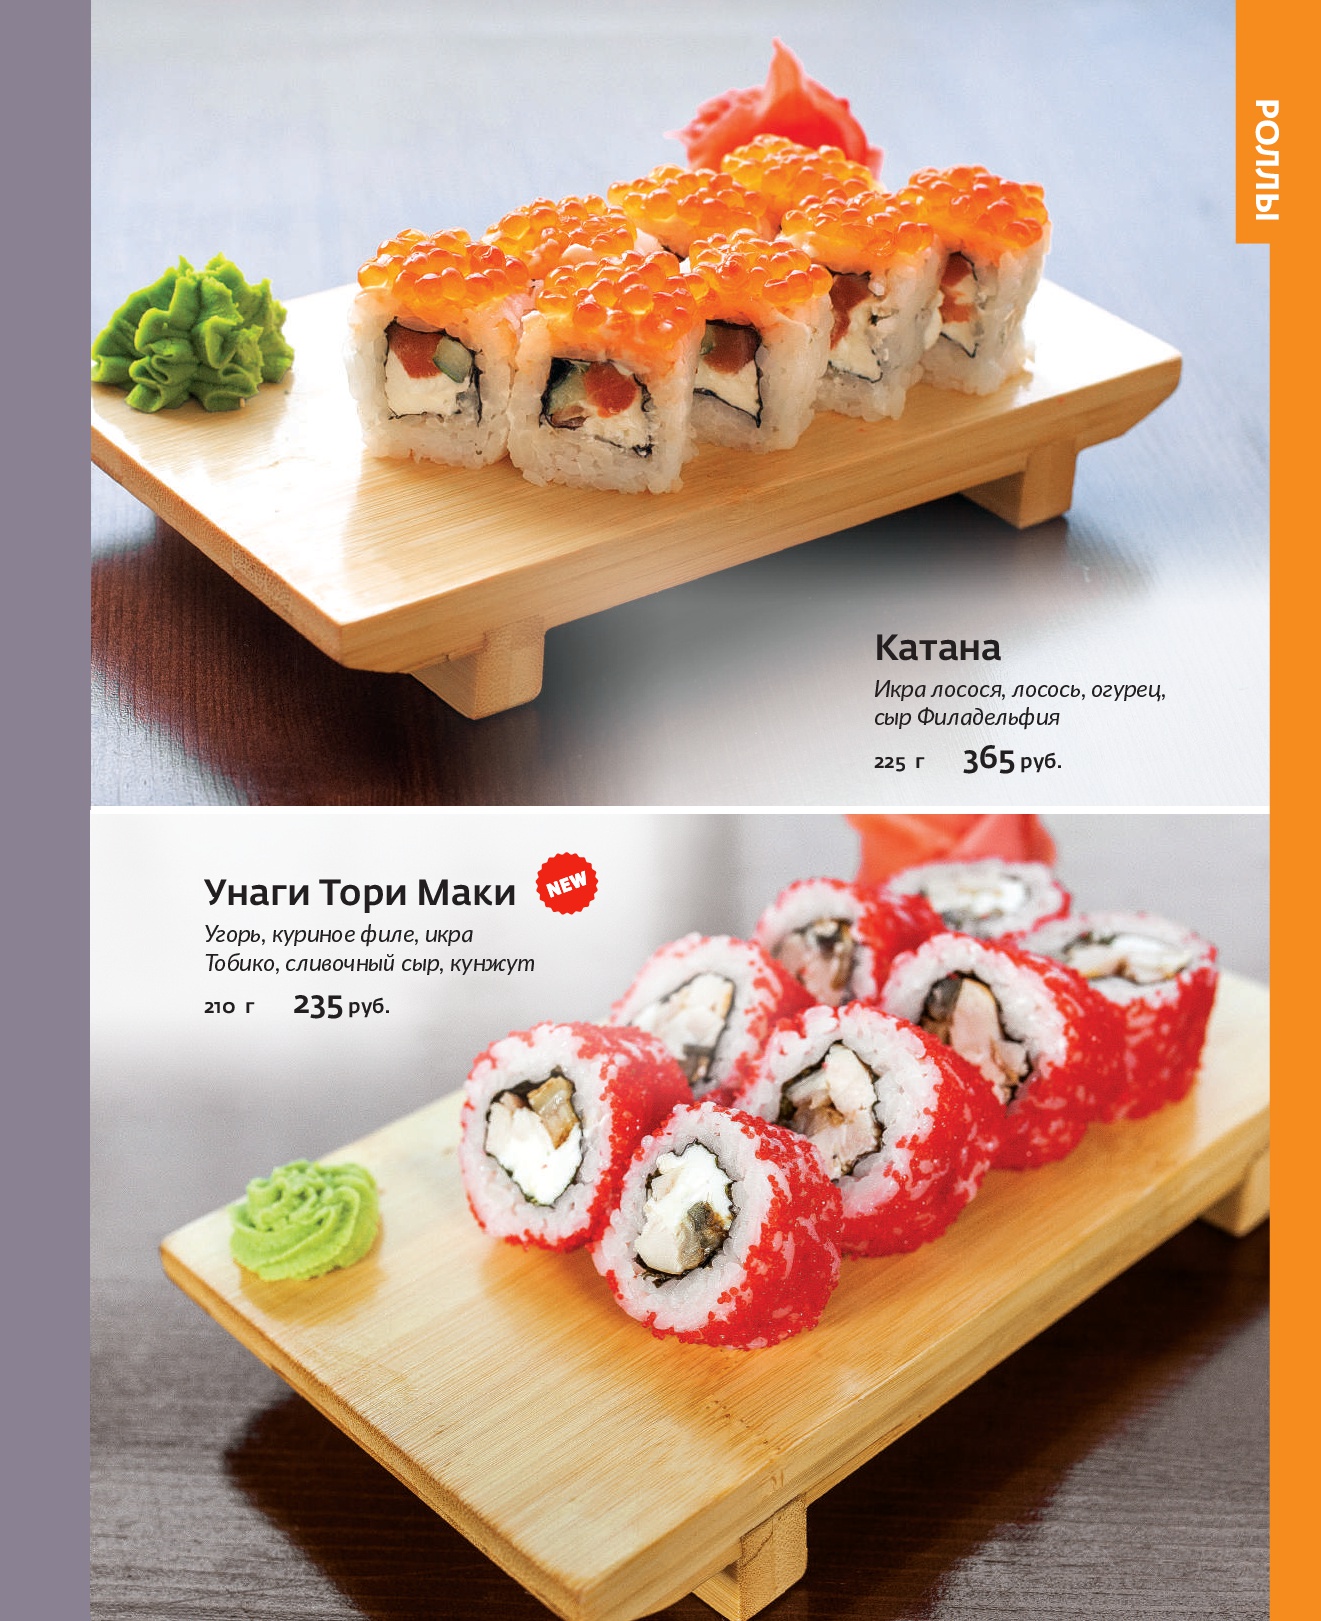 РОЛЛЫ
Катана
Икра лосося, лосось, огурец,
сыр Филадельфия
225 г 365 руб.
Унаги Тори Маки NEW
Угорь, куриное филе, икра
Тобико, сливочный сыр, кунжут
210 г 235 руб.